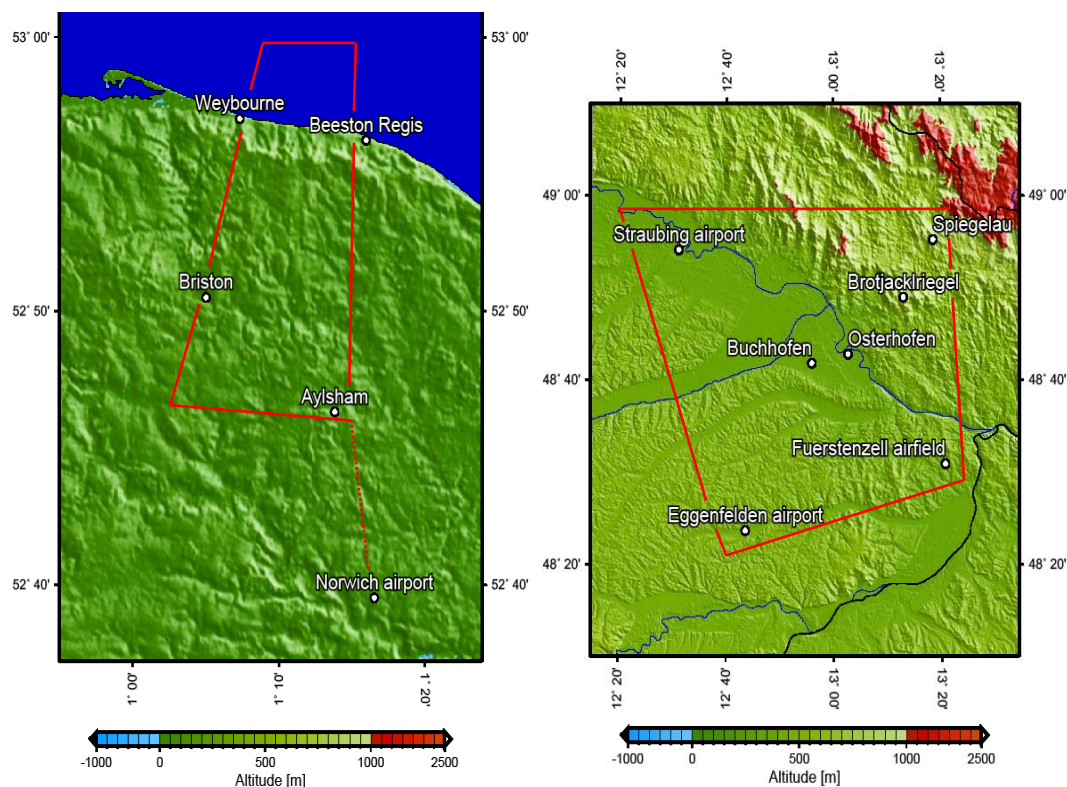 53° 00'
53° 00'
Weybourne
Beeston Regis
Briston
52° 50'
52° 50'
Aylsham
52° 40'
52° 40'
Norwich airport
1° 00'
1° 10'
1° 20'
-1000
0
500
1000
2500
Altitude [m]
12° 20'
12° 40'
13° 00'
13° 20'
49° 00'
49° 00'
Straubing airport
Spiegelau
Brotjacklriegel
Buchhofen
Osterhofen
48° 40'
48° 40'
Fuerstenzell airfield
Eggenfelden airport
48° 20'
48° 20'
12° 20'
12° 40'
13° 00'
13° 20'
-1000
0
500
1000
2500
Altitude [m]